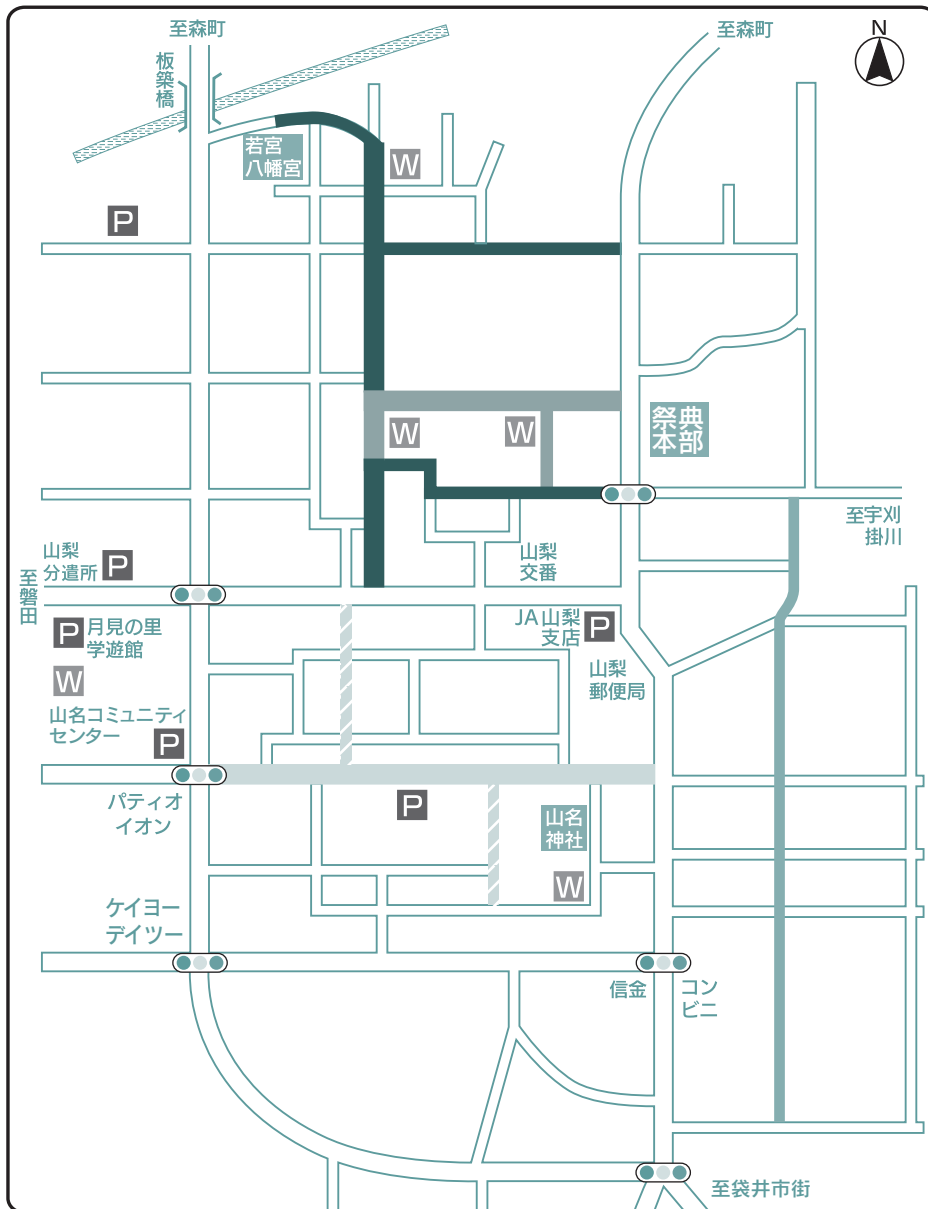 至森町
至森町
N
板築橋
若宮
八幡宮
W
P
祭典
本部
W
W
至宇刈
掛川
山梨
分遣所
P
山梨
交番
至磐田
P
月見の里
学遊館
JA山梨
支店
P
W
山梨
郵便局
山名コミュニティ
センター
P
パティオ
イオン
P
山名
神社
W
ケイヨー
デイツー
信金
コン
ビニ
至袋井市街